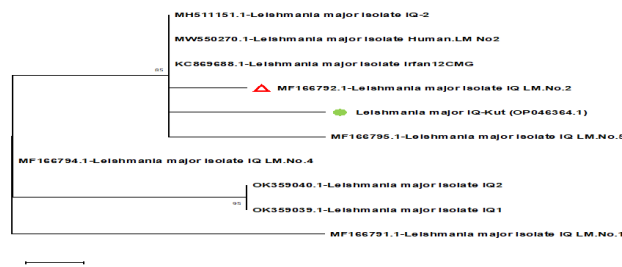 MH511151.1-Leishmania major isolate IQ-2
MW550270.1-Leishmania major isolate Human.LM No2
KC869688.1-Leishmania major isolate Irfan12CMG
85
MF166792.1-Leishmania major isolate IQ LM.No.2
Leishmania major IQ-Kut (OP046364.1)
MF166795.1-Leishmania major isolate IQ LM.No.5
MF166794.1-Leishmania major isolate IQ LM.No.4
OK359040.1-Leishmania major isolate IQ2
95
OK359039.1-Leishmania major isolate IQ1
MF166791.1-Leishmania major isolate IQ LM.No.1